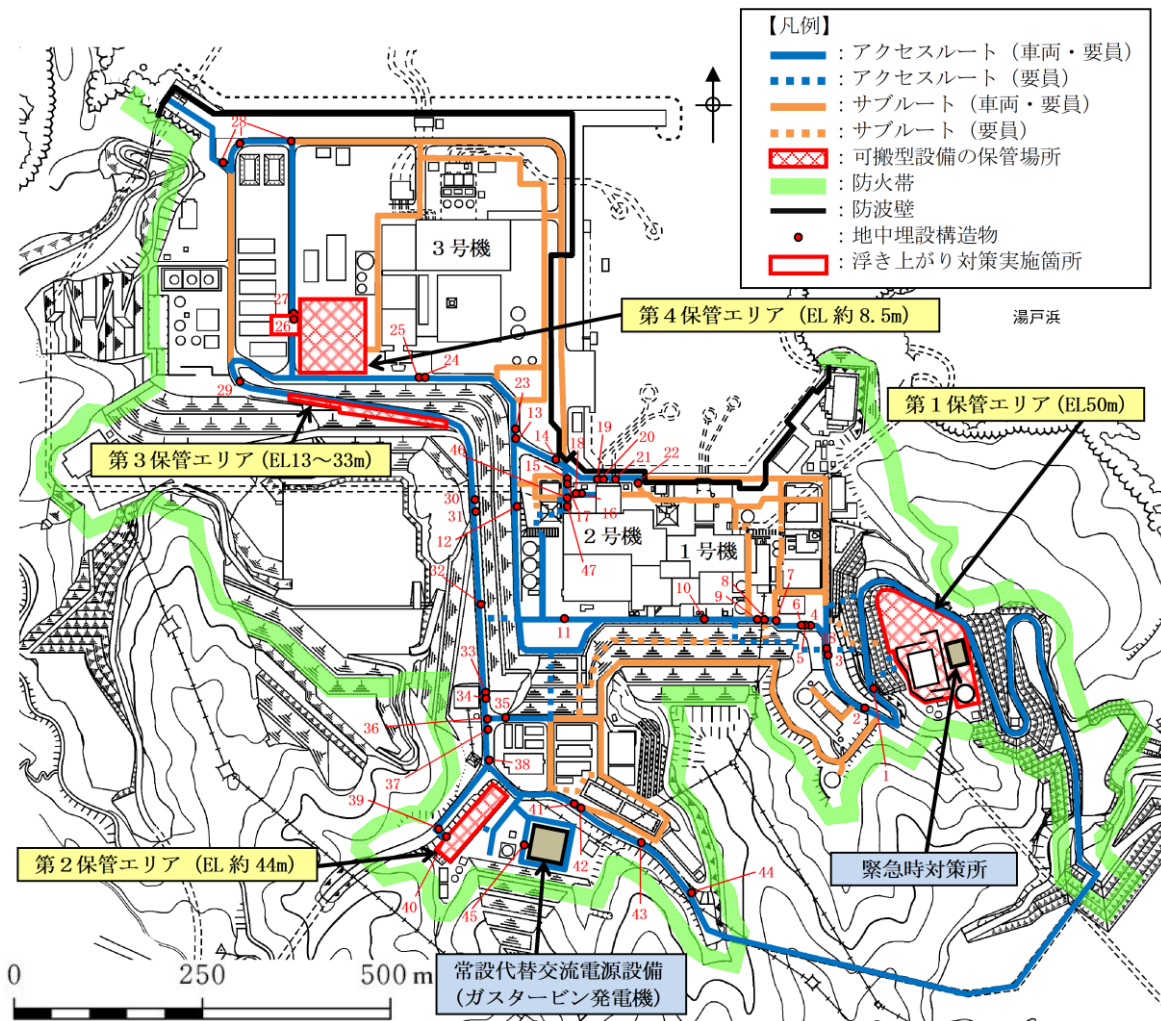 【凡例】
：アクセスルート（車両・要員）
：アクセスルート（要員）
：サブルート（車両・要員）
：サブルート（要員）
：可搬型設備の保管場所
：防火帯
：防波壁
：地中埋設構造物
：浮き上がり対策実施箇所
28
3号機
27
26
第４保管エリア（EL 約 8.5m）
湯戸浜
25
24
29
23
13
第１保管エリア(EL50m)
第３保管エリア(EL13～33m)
14
18
19
20
46
15
21
22
30
31
12
17
16
2号機
1号機
47
32
8
7
10
9
6
4
11
5
8
3
33
34
35
2
36
1
37
38
39
41
第２保管エリア（EL 約 44m）
42
緊急時対策所
40
45
43
44
常設代替交流電源設備
(ガスタービン発電機)
0
250
500 m